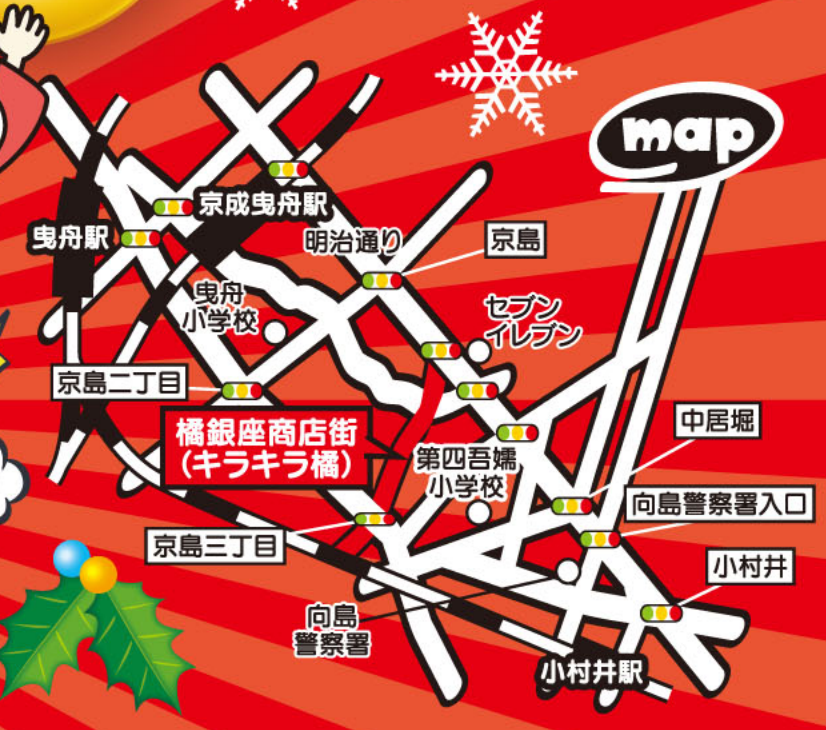 map
京成曳舟駅
曳舟駅
明治通り
京島
曳舟
小学校
セブン
イレブン
京島二丁目
橘銀座商店街
(キラキラ橘)
中居堀
第四吾嬬
小学校
向島警察署入口
京島三丁目
小村井
向島
警察署
小村井駅